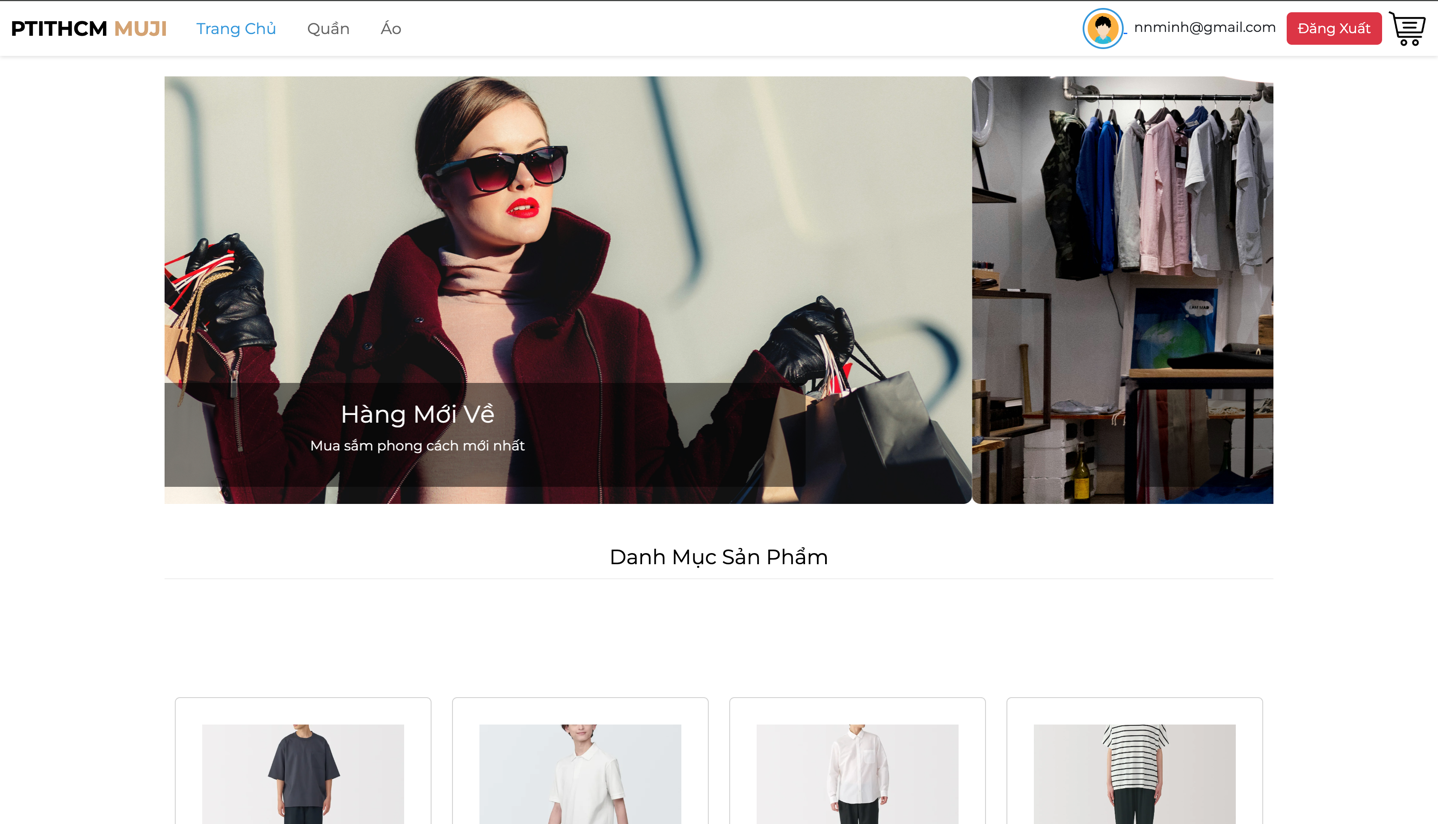 PTITHCM MUJI Trang Chủ Quần Áo nnminh@gmail.com Đăng Xuất
Hàng Mới Về
Mua sắm phong cách mới nhất
Danh Mục Sản Phẩm